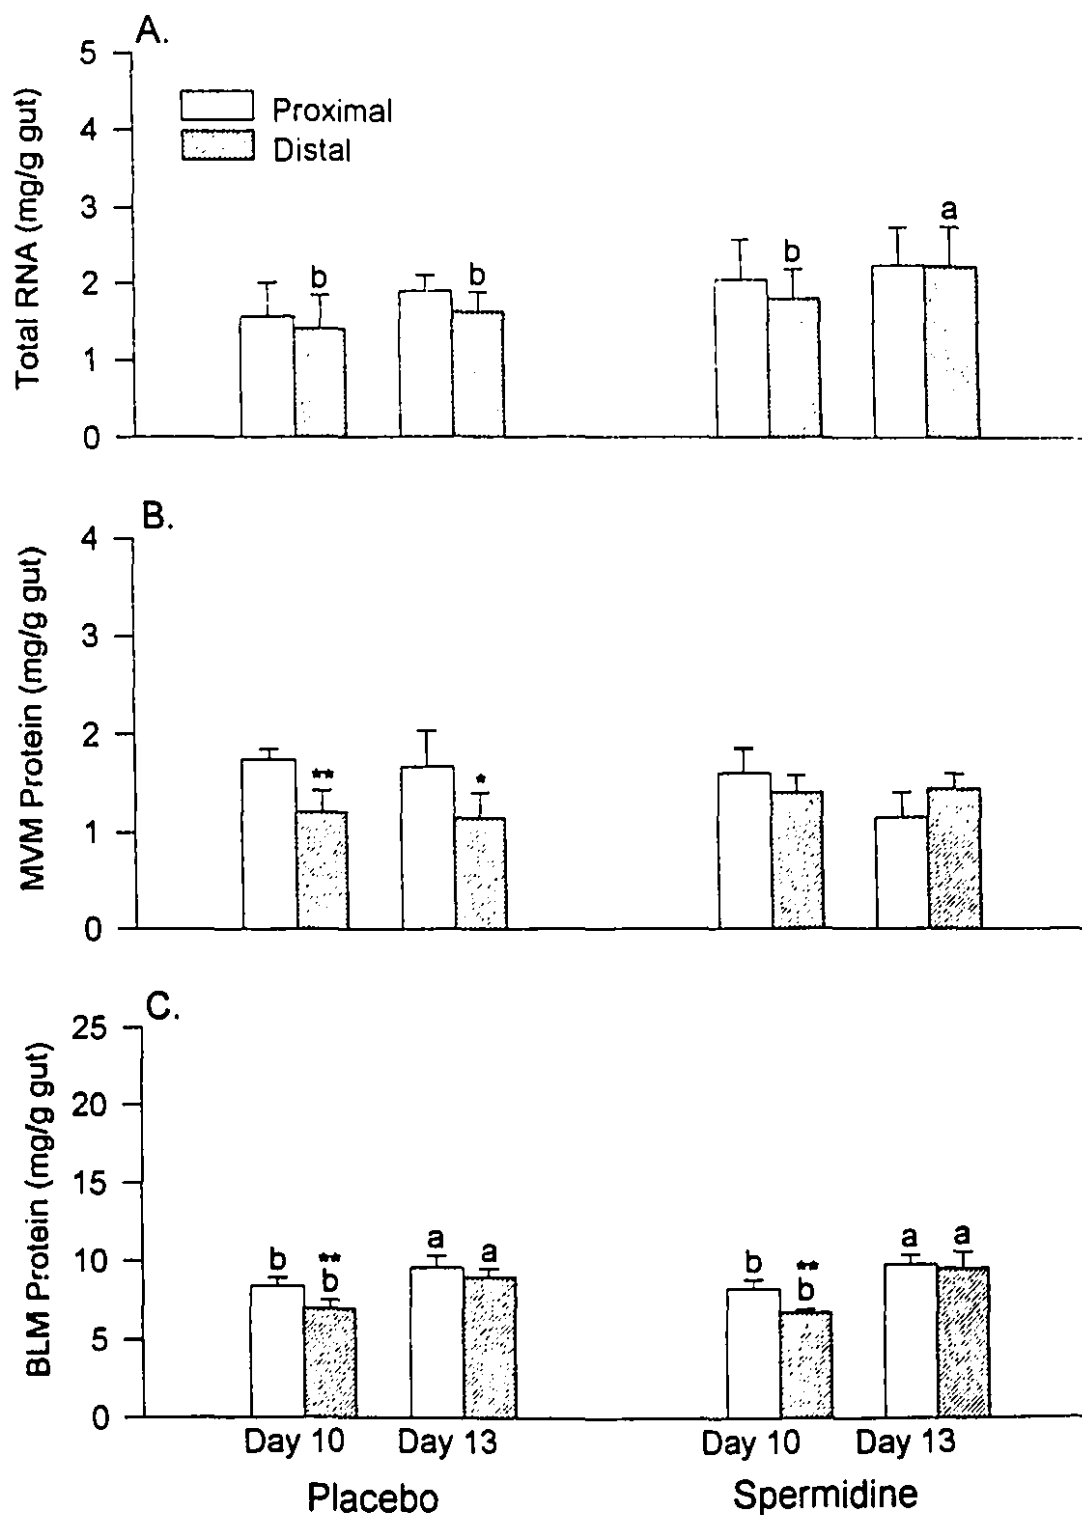 A.
Total RNA (mg/g gut)
5
4
3
2
1
0
Proximal
Distal
b
b
b
a
B.
MVM Protein (mg/g gut)
4
3
2
1
0
**
*
C.
BLM Protein (mg/g gut)
25
20
15
10
5
0
b
**
b
a
a
b
**
b
a
a
Day 10 Day 13 Day 10 Day 13
Placebo Spermidine